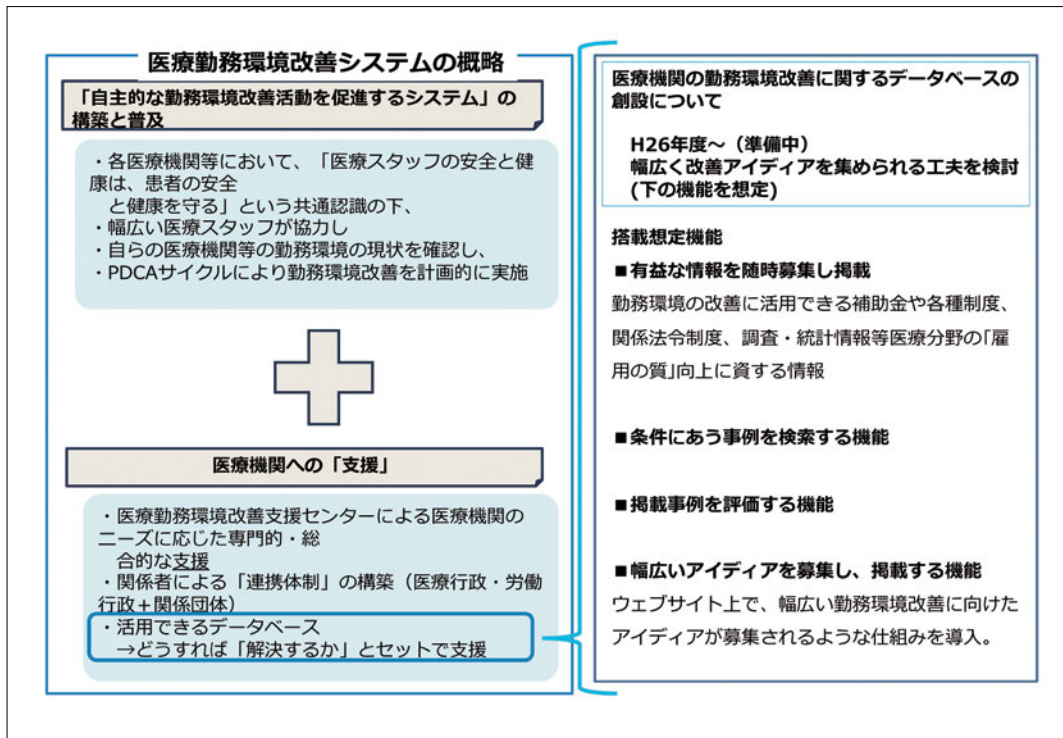 医療勤務環境改善システムの概略
「自主的な勤務環境改善活動を促進するシステム」の
構築と普及
・各医療機関等において、「医療スタッフの安全と健
康は、患者の安全
と健康を守る」という共通認識の下、
・幅広い医療スタッフが協力し
・自らの医療機関等の勤務環境の現状を確認し、
・PDCAサイクルにより勤務環境改善を計画的に実施
医療機関への「支援」
・医療勤務環境改善支援センターによる医療機関の
ニーズに応じた専門的・総
合的な支援
・関係者による「連携体制」の構築（医療行政・労働
行政＋関係団体）
・活用できるデータベース
→どうすれば「解決するか」とセットで支援
医療機関の勤務環境改善に関するデータベースの
創設について
H26年度～（準備中）
幅広く改善アイディアを集められる工夫を検討
(下の機能を想定)
搭載想定機能
■有益な情報を随時募集し掲載
勤務環境の改善に活用できる補助金や各種制度、
関係法令制度、調査・統計情報等医療分野の「雇
用の質」向上に資する情報
■条件にあう事例を検索する機能
■掲載事例を評価する機能
■幅広いアイディアを募集し、掲載する機能
ウェブサイト上で、幅広い勤務環境改善に向けた
アイディアが募集されるような仕組みを導入。